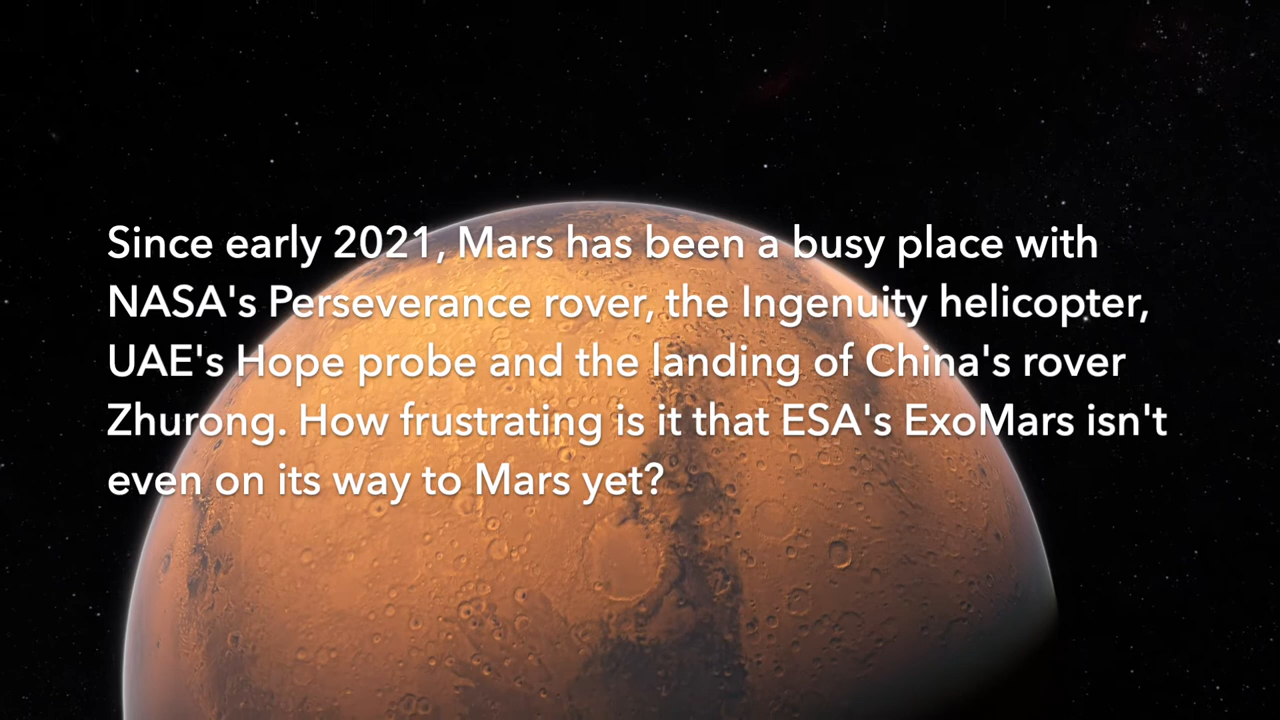 Since early 2021, Mars has been a busy place with
NASA's Perseverance rover, the Ingenuity helicopter,
UAE's Hope probe and the landing of China's rover
Zhurong. How frustrating is it that ESA's ExoMars isn't
even on its way to Mars yet?